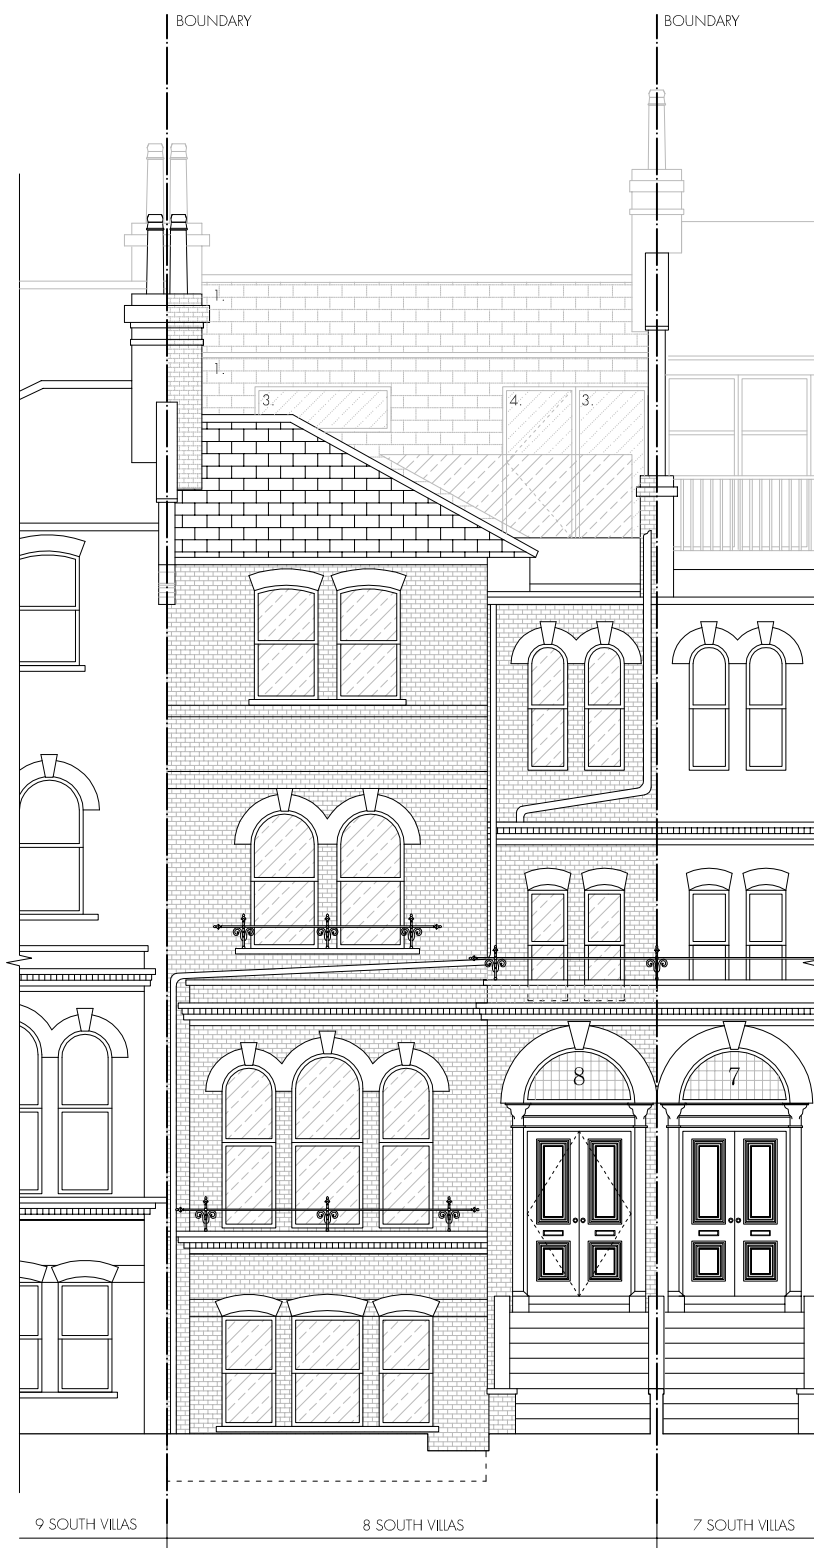 BOUNDARY
BOUNDARY
1.
1.
3.
4.
3.
8
7
9 SOUTH VILLAS
8 SOUTH VILLAS
7 SOUTH VILLAS